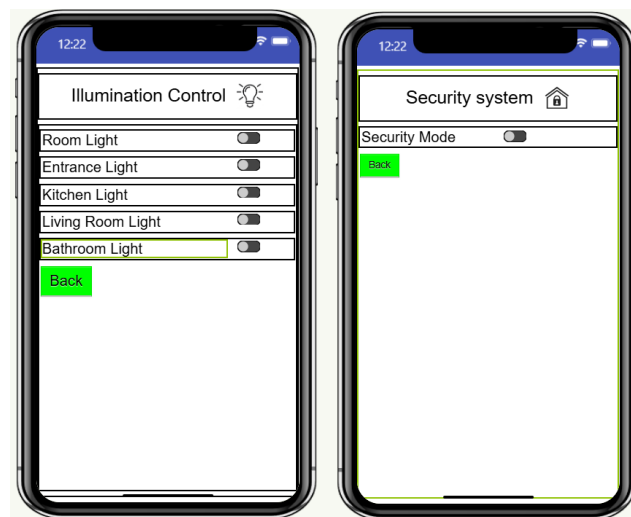 12:22
Illumination Control
Room Light
Entrance Light
Kitchen Light
Living Room Light
Bathroom Light
Back
12:22
Security system
Security Mode
Back